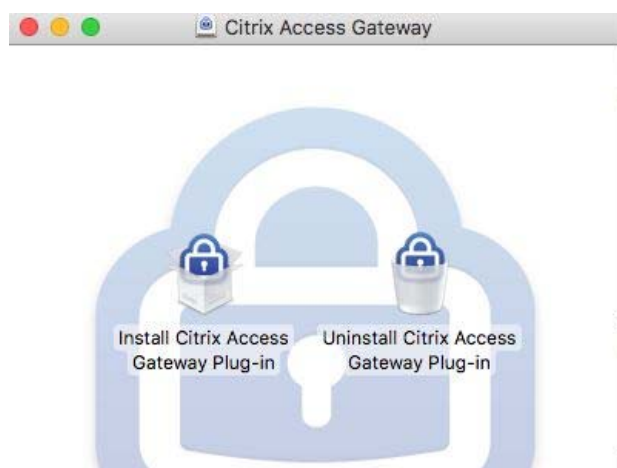 Citrix Access Gateway
Install Citrix Access
Gateway Plug-in
Uninstall Citrix Access
Gateway Plug-in